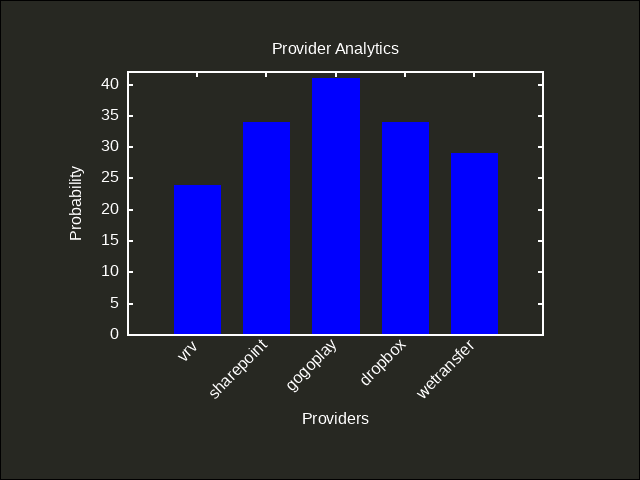 Provider Analytics
Probability
40
35
30
25
20
15
10
5
0
vrv
sharepoint
gogoplay
dropbox
wetransfer
Providers